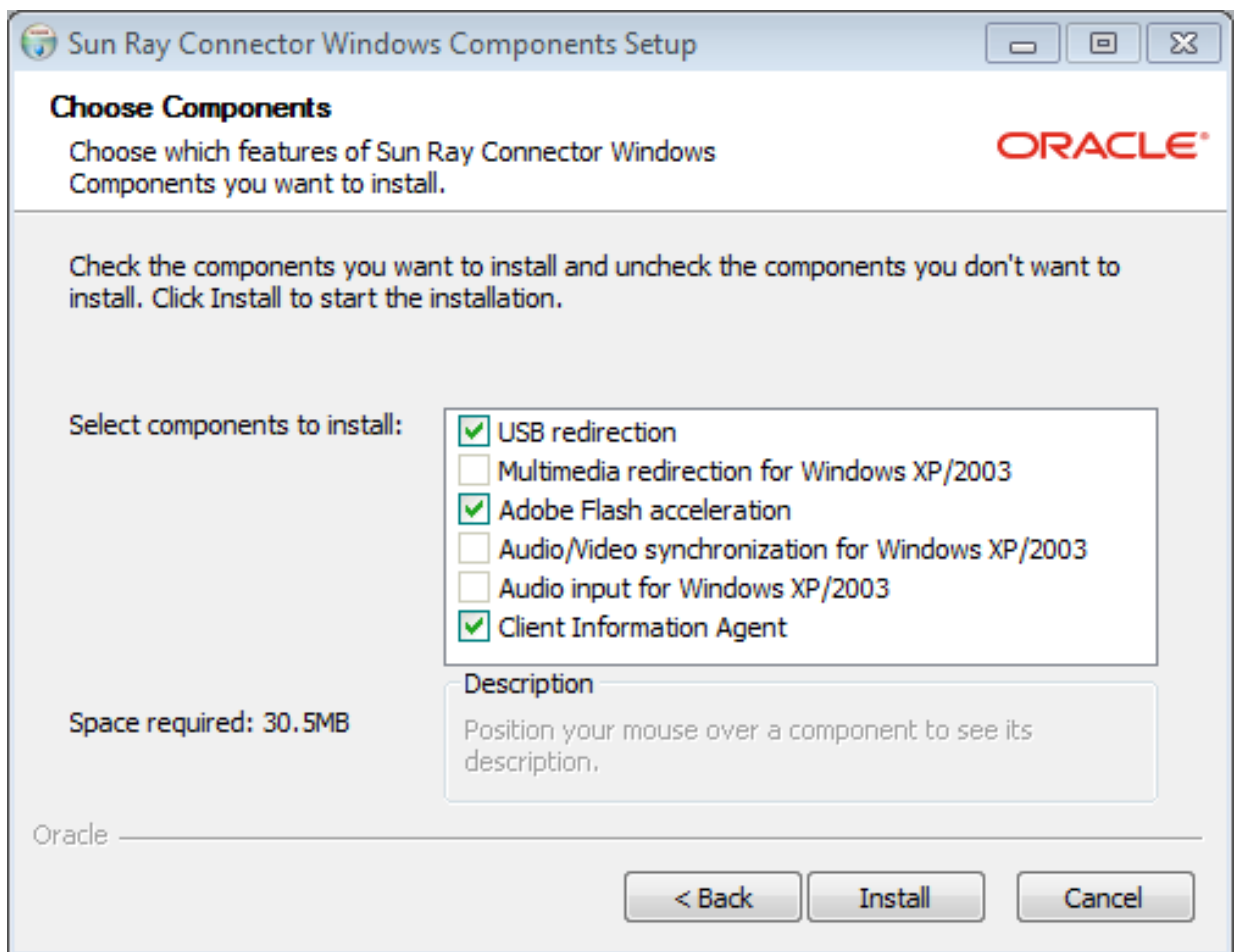 Sun Ray Connector Windows Components Setup
Choose Components
Choose which features of Sun Ray Connector Windows
Components you want to install.
ORACLE
Check the components you want to install and uncheck the components you don't want to
install. Click Install to start the installation.
Select components to install:
USB redirection
Multimedia redirection for Windows XP/2003
Adobe Flash acceleration
Audio/Video synchronization for Windows XP/2003
Audio input for Windows XP/2003
Client Information Agent
Space required: 30.5MB
Description
Position your mouse over a component to see its
description.
Oracle
< Back
Install
Cancel